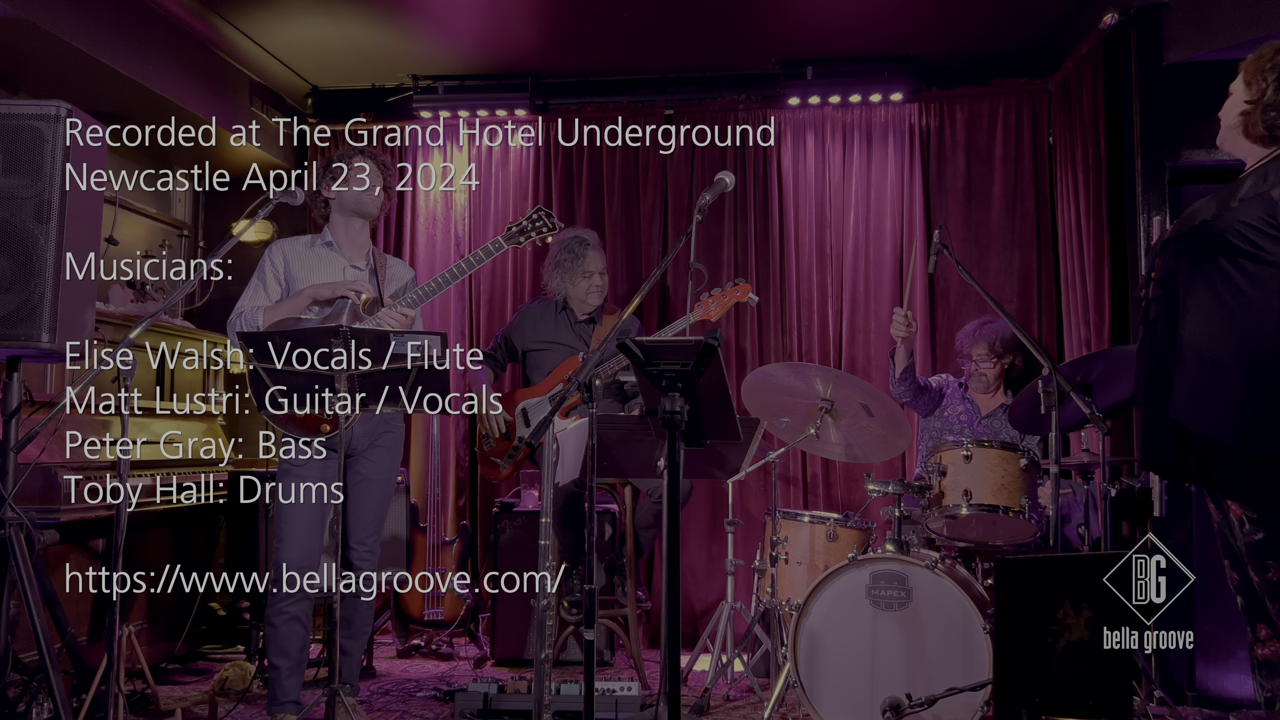 Recorded at The Grand Hotel Underground
Newcastle April 23, 2024
Musicians:
Elise Walsh: Vocals / Flute
Matt Lustri: Guitar / Vocals
Peter Gray: Bass
Toby Hall: Drums
https://www.bellagroove.com/
MAPEX
BG
bella groove